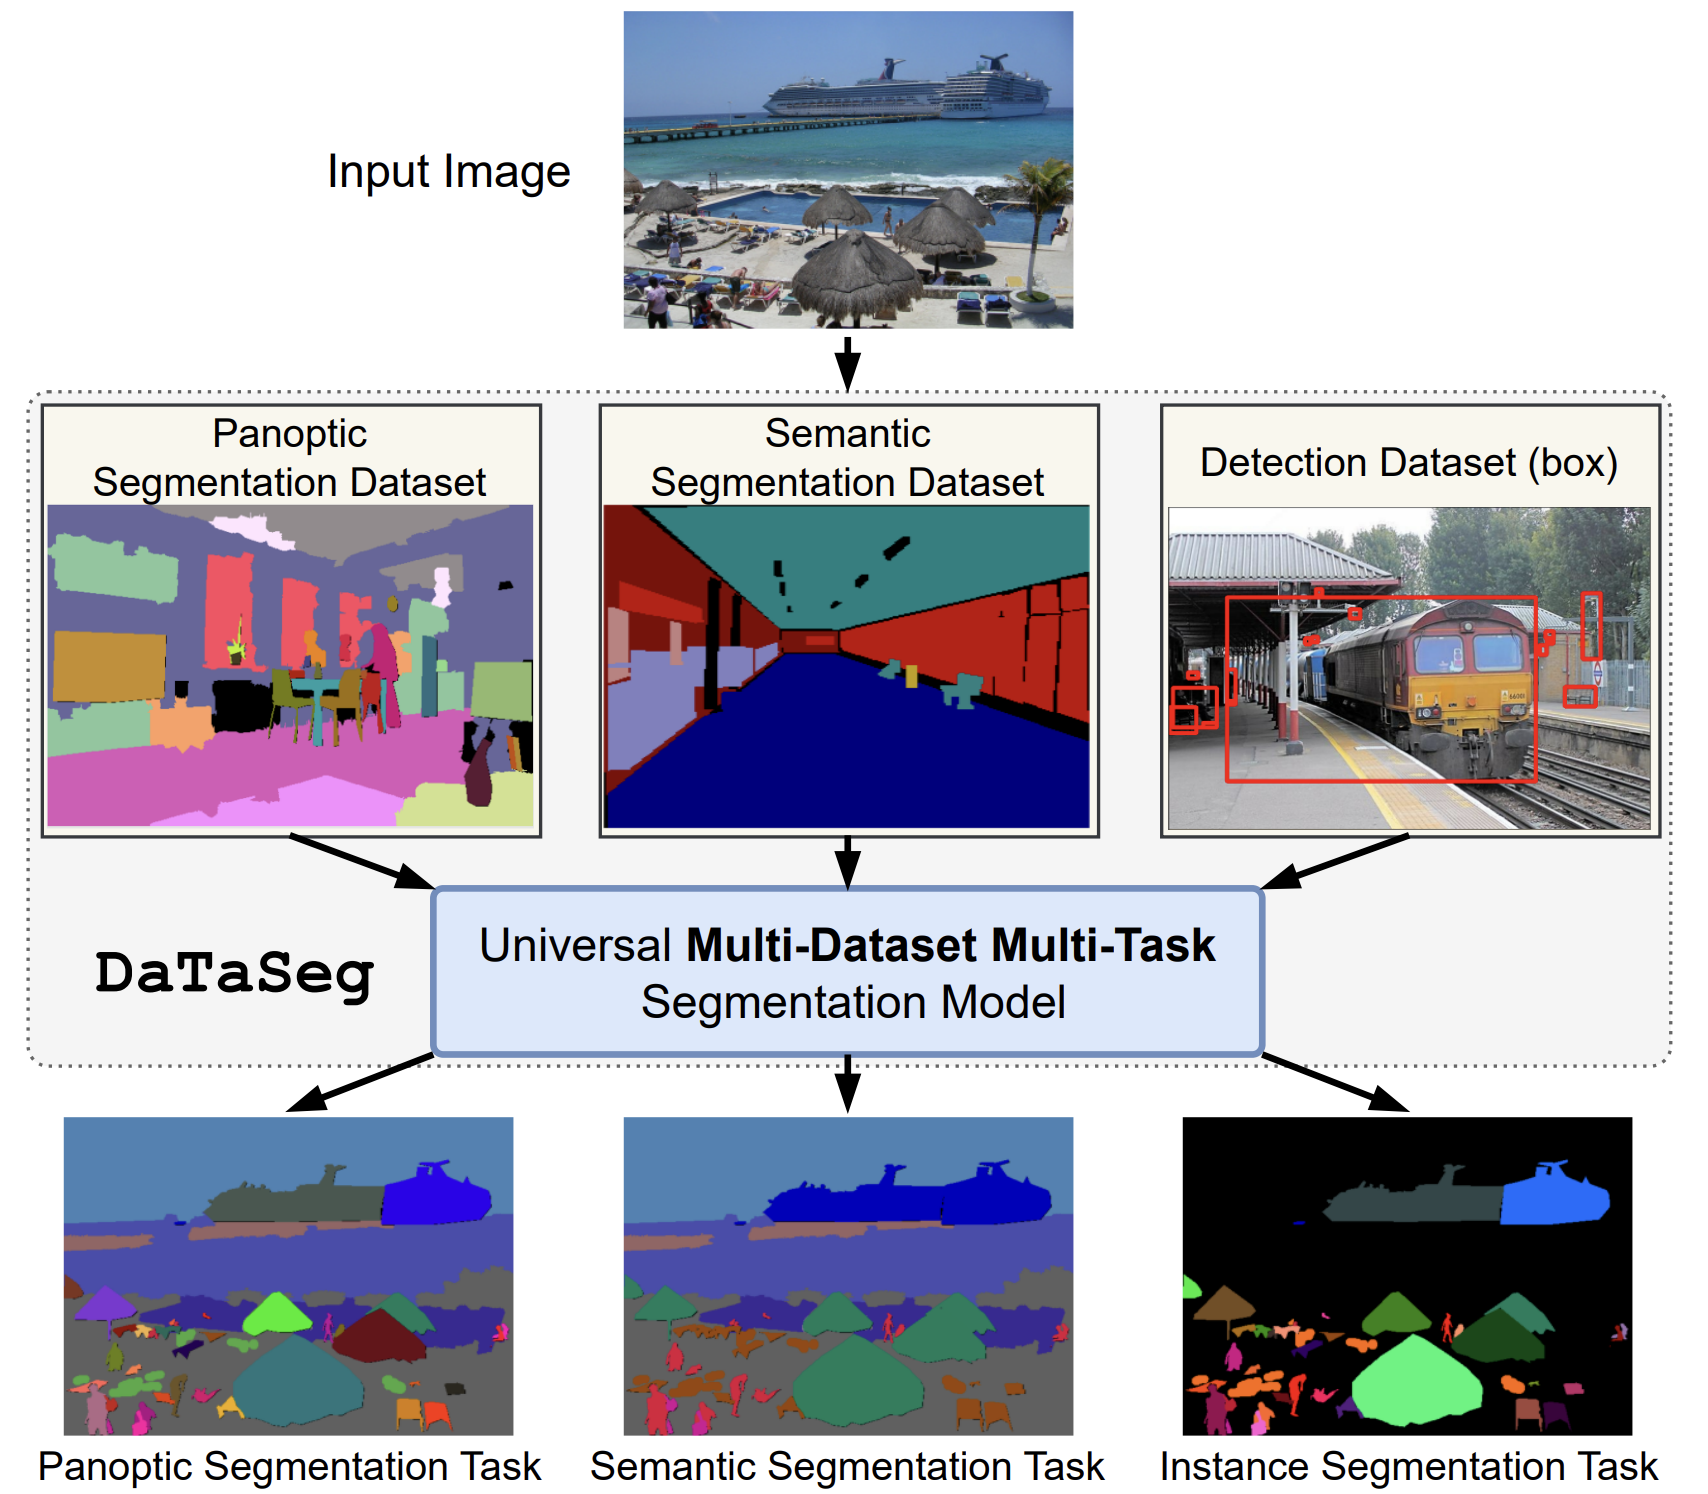 Input Image
Panoptic
Segmentation Dataset
Semantic
Segmentation Dataset
Detection Dataset (box)
DaTaSeg
Universal Multi-Dataset Multi-Task
Segmentation Model
Panoptic Segmentation Task
Semantic Segmentation Task
Instance Segmentation Task